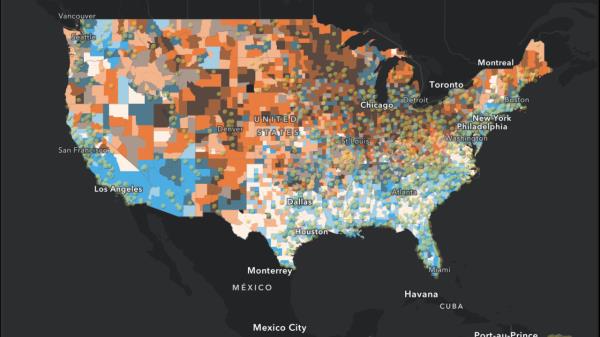 Vancouver
Seattle
Montreal
Toronto
Boston
Chicago
Detroit
New York
Philadelphia
UNITED
STATES
Denver
St Louis
Washington
San Francisco
Los Angeles
Atlanta
Dallas
Houston
Monterrey
Miami
MÉXICO
Havana
CUBA
Mexico City
Port-au-Prince